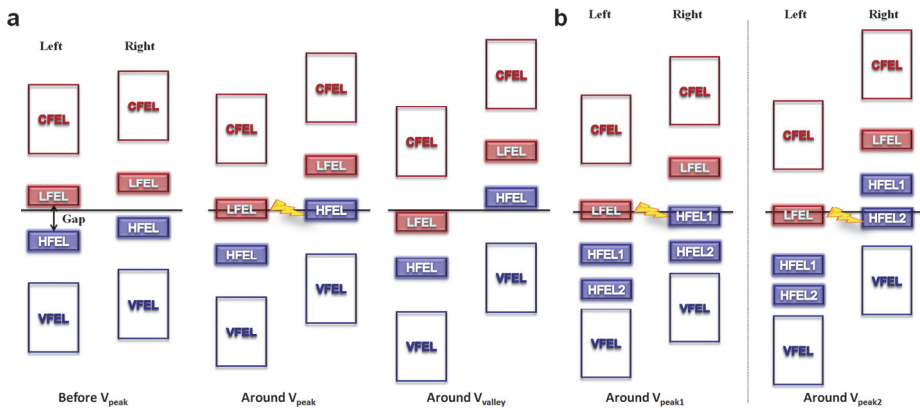 a
Left
Right
CFEL
CFEL
LFEL
LFEL
Gap
HFEL
HFEL
VFEL
VFEL
Before Vpeak
CFEL
CFEL
LFEL
LFEL
HFEL
HFEL
VFEL
VFEL
Around Vpeak
CFEL
CFEL
LFEL
LFEL
HFEL
HFEL
VFEL
VFEL
Around Vvalley
b
Left
Right
CFEL
CFEL
LFEL
LFEL
HFEL1
HFEL1
HFEL2
HFEL2
VFEL
VFEL
Around Vpeak1
Left
Right
CFEL
CFEL
LFEL
HFEL1
LFEL
HFEL2
HFEL1
HFEL2
VFEL
VFEL
Around Vpeak2